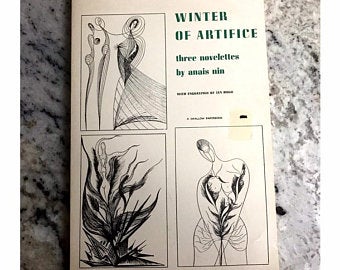 WINTER
OF ARTIFICE
three novelettes
by anais nin
WITH ENGRAVINGS BY IAN HUGO
A SWALLOW PAPERBOOK